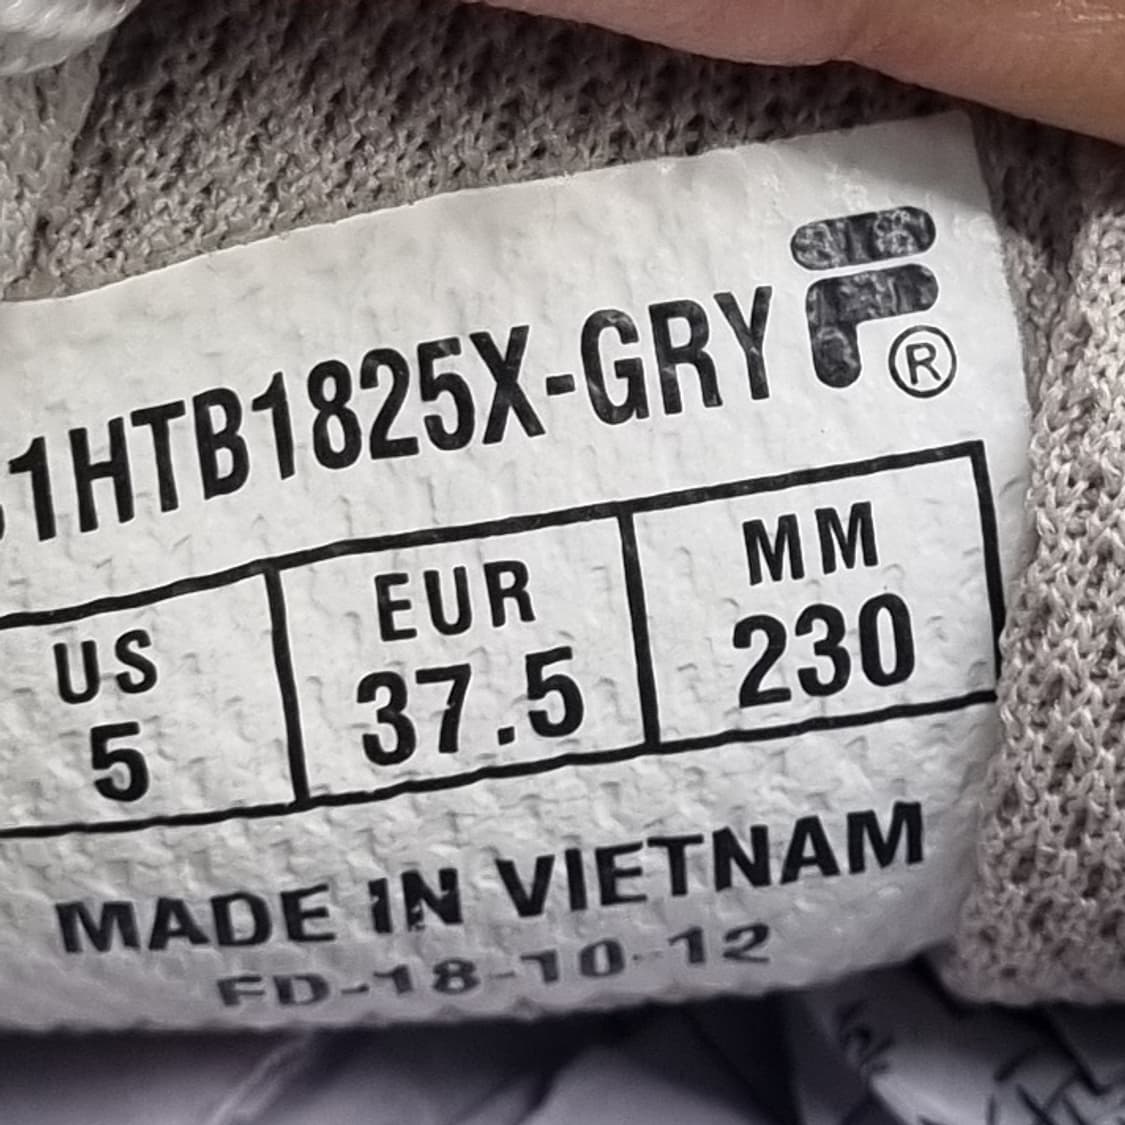 1HTB1825X-GRY F®
US EUR MM
5 37.5 230
MADE IN VIETNAM
FD-18-10-12